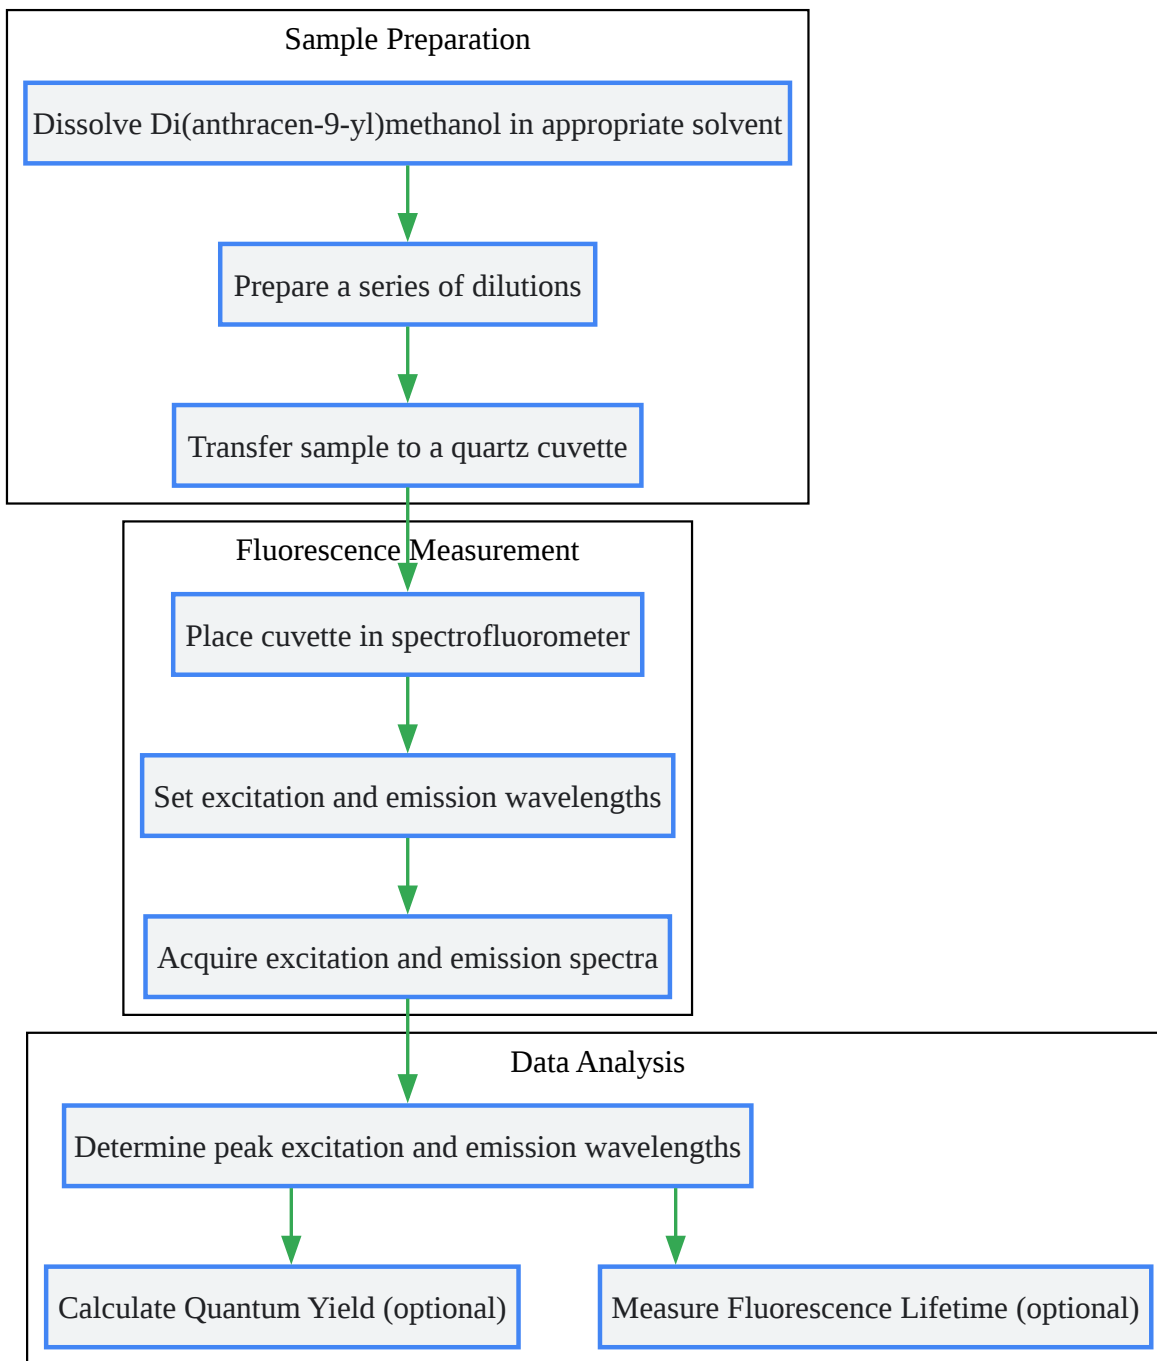 Sample Preparation
Dissolve Di(anthracen-9-yl)methanol in appropriate solvent
Prepare a series of dilutions
Transfer sample to a quartz cuvette
Fluorescence Measurement
Place cuvette in spectrofluorometer
Set excitation and emission wavelengths
Acquire excitation and emission spectra
Data Analysis
Determine peak excitation and emission wavelengths
Calculate Quantum Yield (optional)
Measure Fluorescence Lifetime (optional)